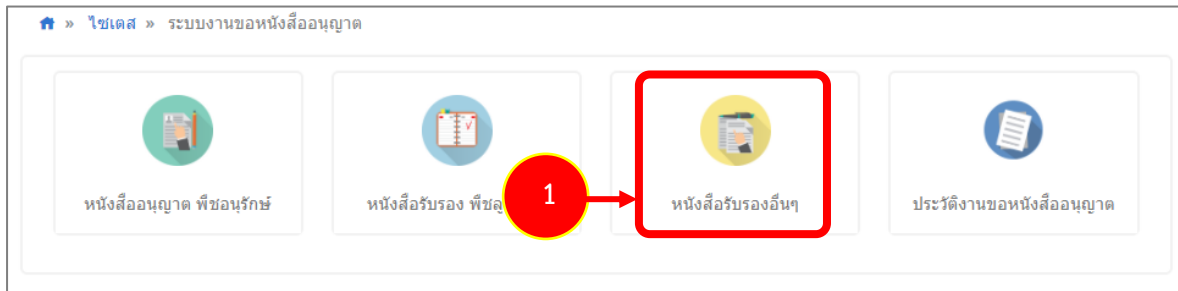 » ไซเตส » ระบบงานขอหนังสืออนุญาต
หนังสืออนุญาต พืชอนุรักษ์
หนังสือรับรอง
1
หนังสือรับรองอื่นๆ
ประวัติงานขอหนังสืออนุญาต